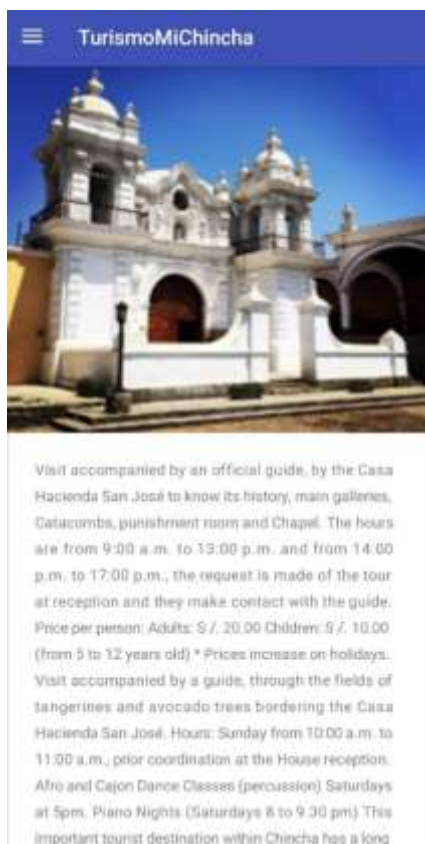 TurismoMiChincha
Visit accompanied by an official guide, by the Casa
Hacienda San José to know its history, main galleries,
Catacombs, punishment room and Chapel. The hours
are from 9:00 a.m. to 13:00 p.m. and from 14:00
p.m. to 17:00 p.m., the request is made of the tour
at reception and they make contact with the guide.
Price per person: Adults: S /. 20.00 Children: S /. 10.00
(from 5 to 12 years old) * Prices increase on holidays.
Visit accompanied by a guide, through the fields of
tangerines and avocado trees bordering the Casa
Hacienda San José. Hours: Sunday from 10:00 a.m. to
11:00 a.m., prior coordination at the House reception.
Afro and Cajon Dance Classes (percussion) Saturdays
at 5pm. Piano Nights (Saturdays 8 to 9:30 pm) This
important tourist destination within Chincha has a long